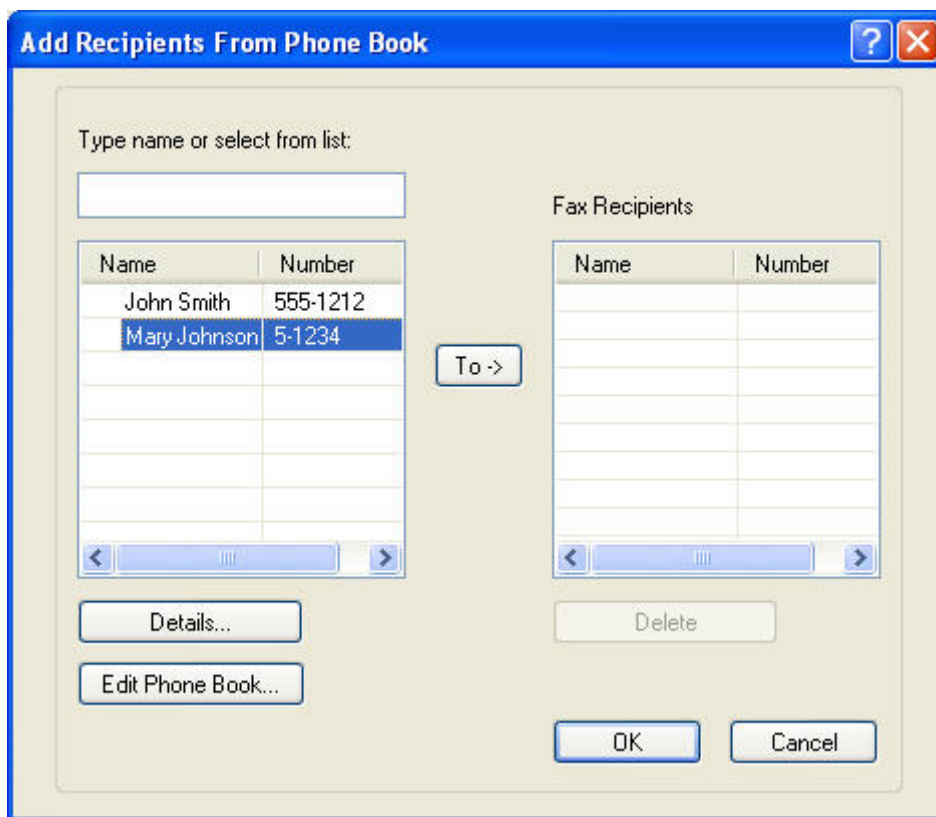 Add Recipients From Phone Book
Type name or select from list:
Fax Recipients
Name Number
John Smith 555-1212
Mary Johnson 5-1234
To ->
Name Number
Details...
Edit Phone Book...
Delete
OK Cancel